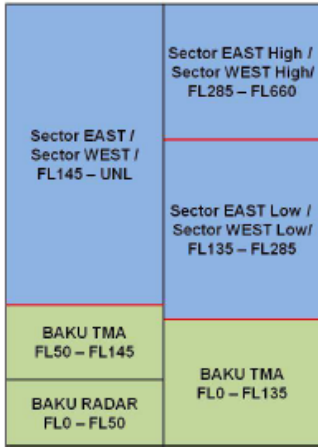 Sector EAST /
Sector WEST /
FL145 – UNL
BAKU TMA
FL50 – FL145
BAKU RADAR
FL0 – FL50
Sector EAST High /
Sector WEST High/
FL285 – FL660
Sector EAST Low /
Sector WEST Low/
FL135 – FL285
BAKU TMA
FL0 – FL135